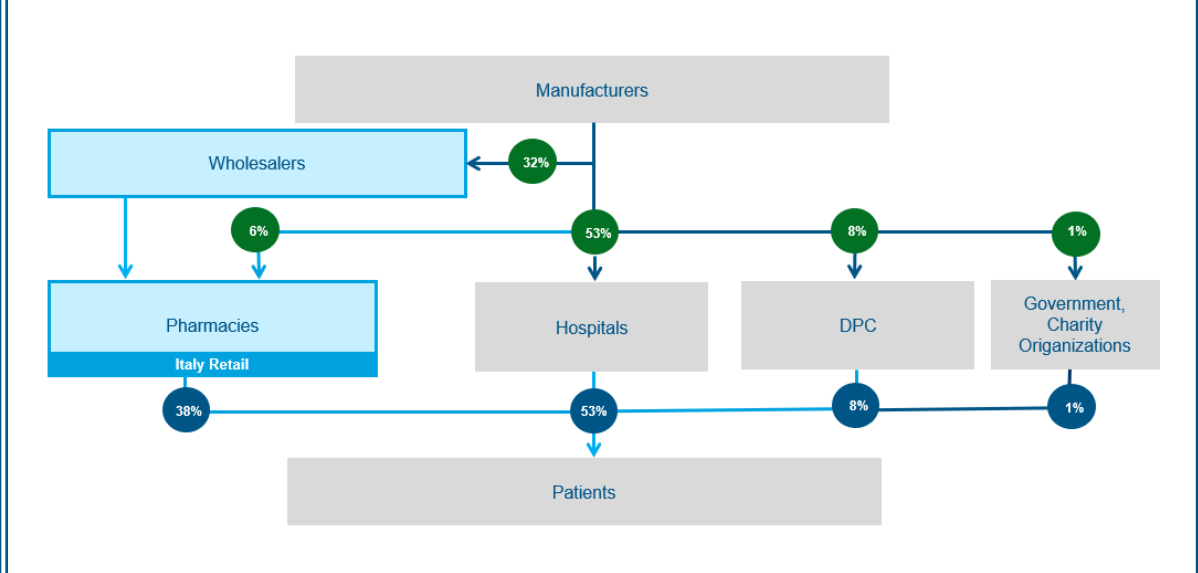 Manufacturers
Wholesalers
32%
6%
53%
8%
1%
Pharmacies
Italy Retail
Hospitals
DPC
Government,
Charity
Origanizations
38%
53%
8%
1%
Patients